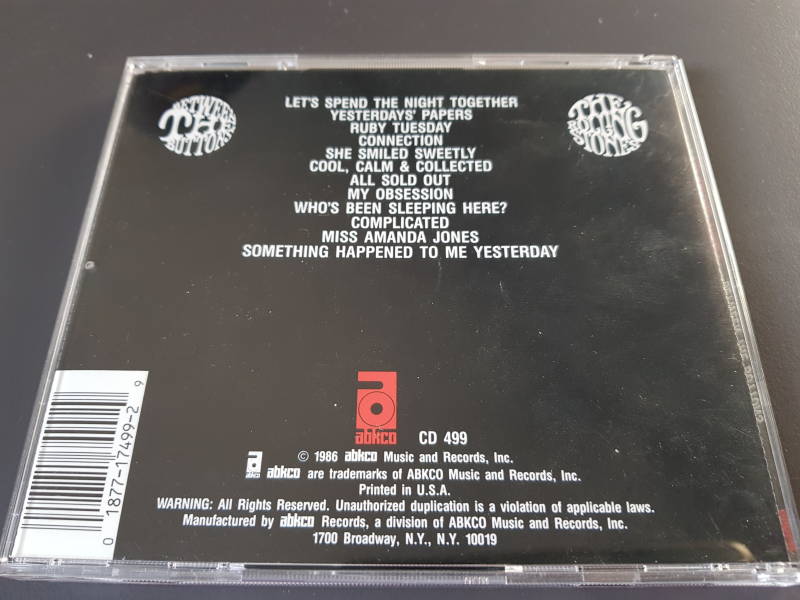 BETWEEN
THE
BUTTONS
THE
ROLLING
STONES
LET'S SPEND THE NIGHT TOGETHER
YESTERDAYS' PAPERS
RUBY TUESDAY
CONNECTION
SHE SMILED SWEETLY
COOL, CALM & COLLECTED
ALL SOLD OUT
MY OBSESSION
WHO'S BEEN SLEEPING HERE?
COMPLICATED
MISS AMANDA JONES
SOMETHING HAPPENED TO ME YESTERDAY
abkco
CD 499
© 1986 abkco Music and Records, Inc.
abkco abkco are trademarks of ABKCO Music and Records, Inc.
Printed in U.S.A.
WARNING: All Rights Reserved. Unauthorized duplication is a violation of applicable laws.
Manufactured by abkco Records, a division of ABKCO Music and Records, Inc.
1700 Broadway, N.Y., N.Y. 10019
0 1877-17499-2 9